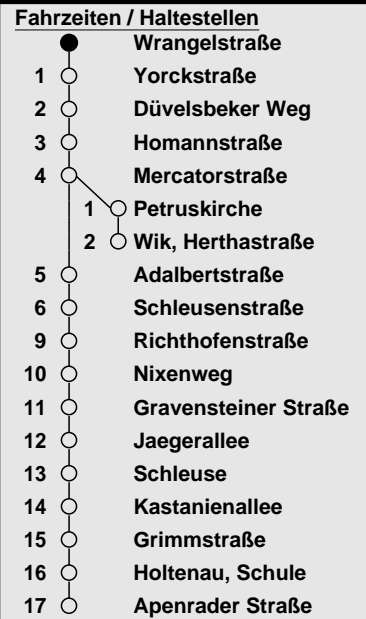 Fahrzeiten / Haltestellen
Wrangelstraße
1 Yorckstraße
2 Düvelsbeker Weg
3 Homannstraße
4 Mercatorstraße
1 Petruskirche
2 Wik, Herthastraße
5 Adalbertstraße
6 Schleusenstraße
9 Richthofenstraße
10 Nixenweg
11 Gravensteiner Straße
12 Jaegerallee
13 Schleuse
14 Kastanienallee
15 Grimmstraße
16 Holtenau, Schule
17 Apenrader Straße